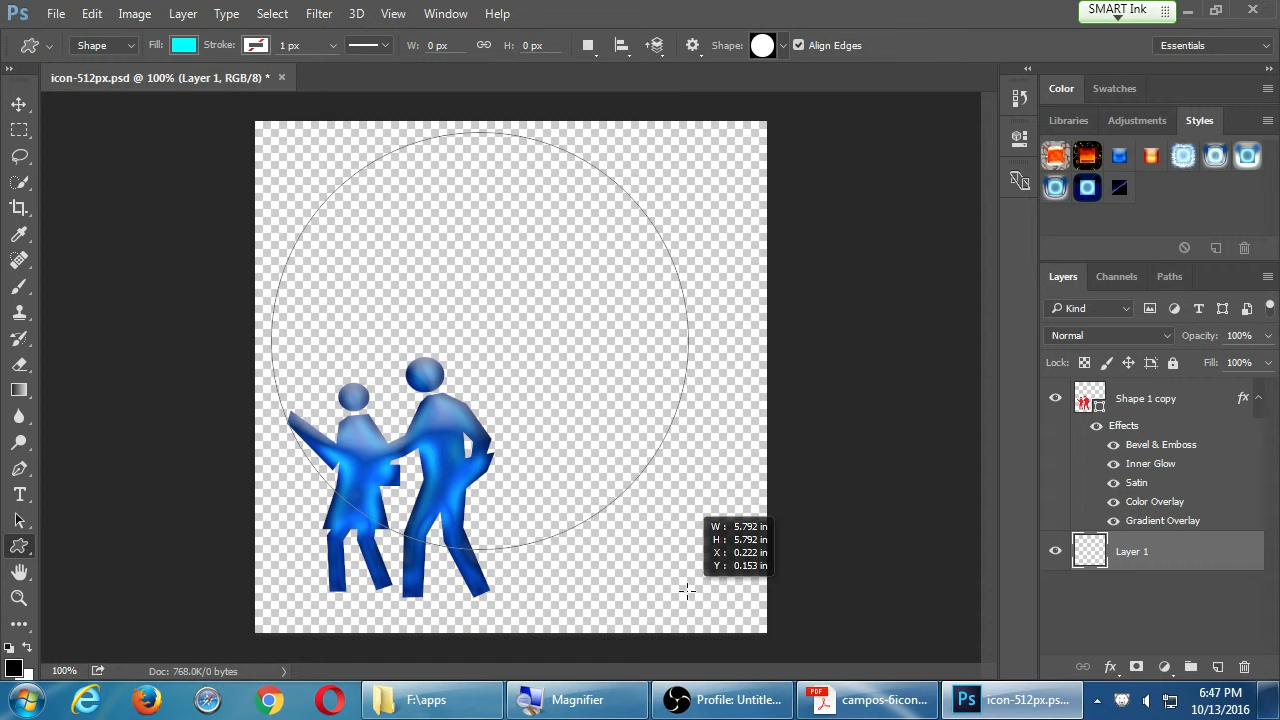 Ps File Edit Image Layer Type Select Filter 3D View Window Help
SMART Ink
Shape Fill: Stroke: 1 px W: 0 px H: 0 px Shape: Align Edges Essentials
icon-512px.psd @ 100% (Layer 1, RGB/8) *
Color Swatches
Libraries Adjustments Styles
Layers Channels Paths
Kind
Normal Opacity: 100%
Lock: Fill: 100%
Shape 1 copy fx
Effects
Bevel & Emboss
Inner Glow
Satin
Color Overlay
Gradient Overlay
Layer 1
W : 5.792 in
H : 5.792 in
X : 0.222 in
Y : 0.153 in
100% Doc: 768.0K/0 bytes
fx
F:\apps Magnifier Profile: Untitle... PDF campos-6icon... Ps icon-512px.ps...
6:47 PM
10/13/2016